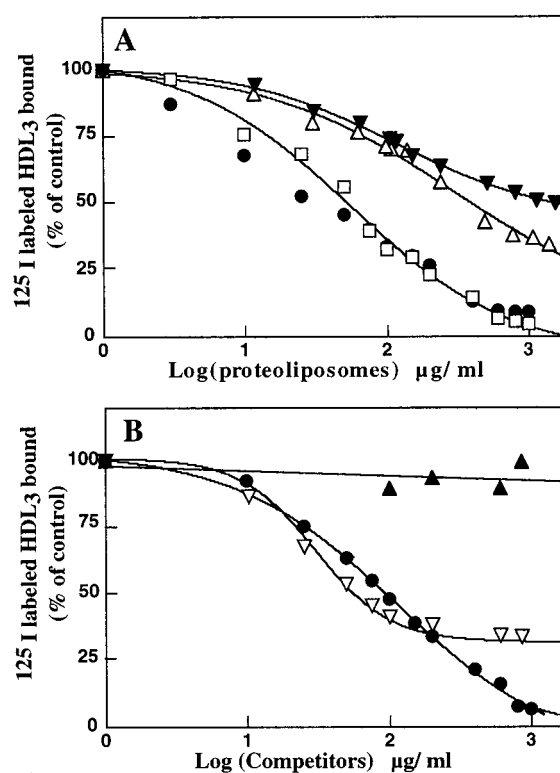 A
125 I labeled HDL3 bound
(% of control)
100
75
50
25
0
0
1
2
3
Log(proteoliposomes) µg/ ml
B
125 I labeled HDL3 bound
(% of control)
100
75
50
25
0
0
1
2
3
Log (Competitors) µg/ ml